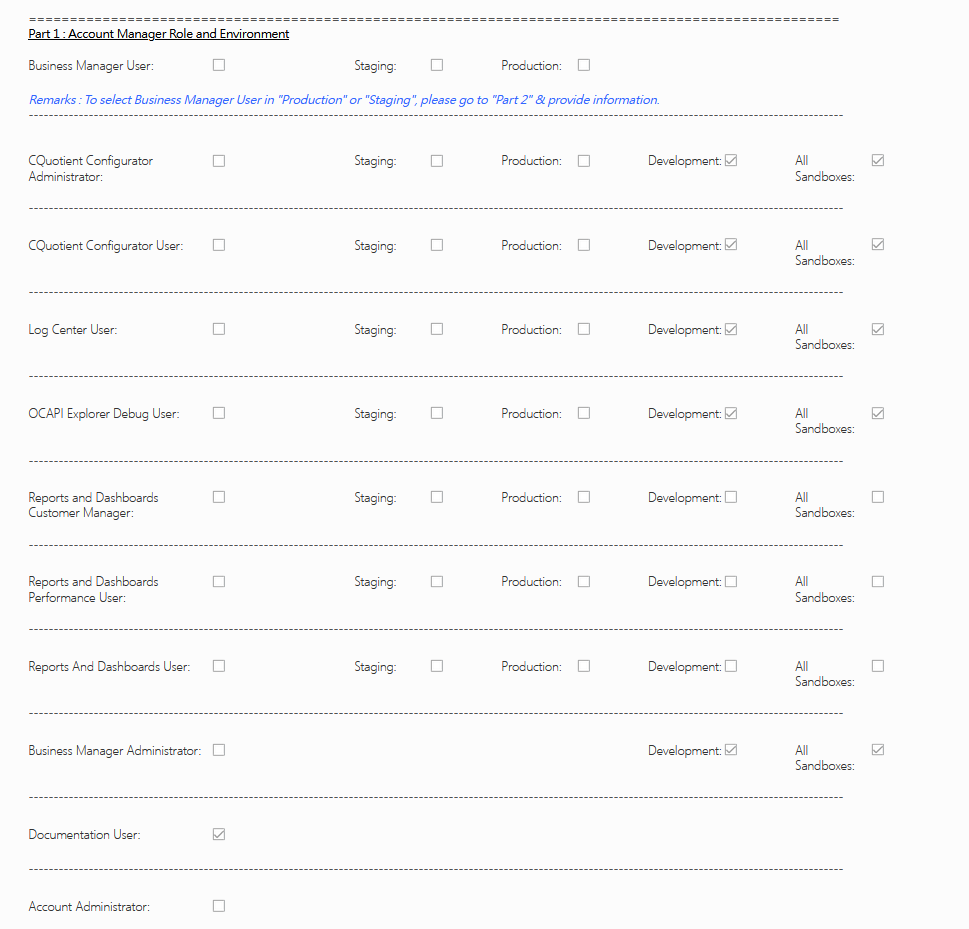 ====================================================================================================
Part 1 : Account Manager Role and Environment
Business Manager User: ☐ Staging: ☐ Production: ☐
Remarks : To select Business Manager User in "Production" or "Staging", please go to "Part 2" & provide information.
----------------------------------------------------------------------------------------------------
CQuotient Configurator ☐ Staging: ☐ Production: ☐ Development: ☑ All ☑
Administrator: Sandboxes:
----------------------------------------------------------------------------------------------------
CQuotient Configurator User: ☐ Staging: ☐ Production: ☐ Development: ☑ All ☑
Sandboxes:
----------------------------------------------------------------------------------------------------
Log Center User: ☐ Staging: ☐ Production: ☐ Development: ☑ All ☑
Sandboxes:
----------------------------------------------------------------------------------------------------
OCAPI Explorer Debug User: ☐ Staging: ☐ Production: ☐ Development: ☑ All ☑
Sandboxes:
----------------------------------------------------------------------------------------------------
Reports and Dashboards ☐ Staging: ☐ Production: ☐ Development: ☐ All ☐
Customer Manager: Sandboxes:
----------------------------------------------------------------------------------------------------
Reports and Dashboards ☐ Staging: ☐ Production: ☐ Development: ☐ All ☐
Performance User: Sandboxes:
----------------------------------------------------------------------------------------------------
Reports And Dashboards User: ☐ Staging: ☐ Production: ☐ Development: ☐ All ☐
Sandboxes:
----------------------------------------------------------------------------------------------------
Business Manager Administrator: ☐ Development: ☑ All ☑
Sandboxes:
----------------------------------------------------------------------------------------------------
Documentation User: ☑
----------------------------------------------------------------------------------------------------
Account Administrator: ☐